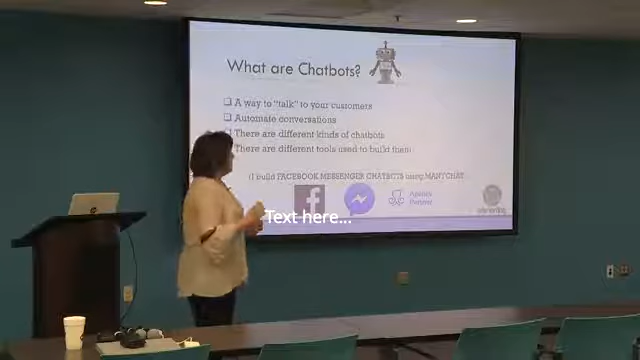 What are Chatbots?
A way to "talk" to your customers
Automate conversations
There are different kinds of chatbots
There are different tools used to build them
(I build FACEBOOK MESSENGER CHATBOTS using MANYCHAT
Text here...